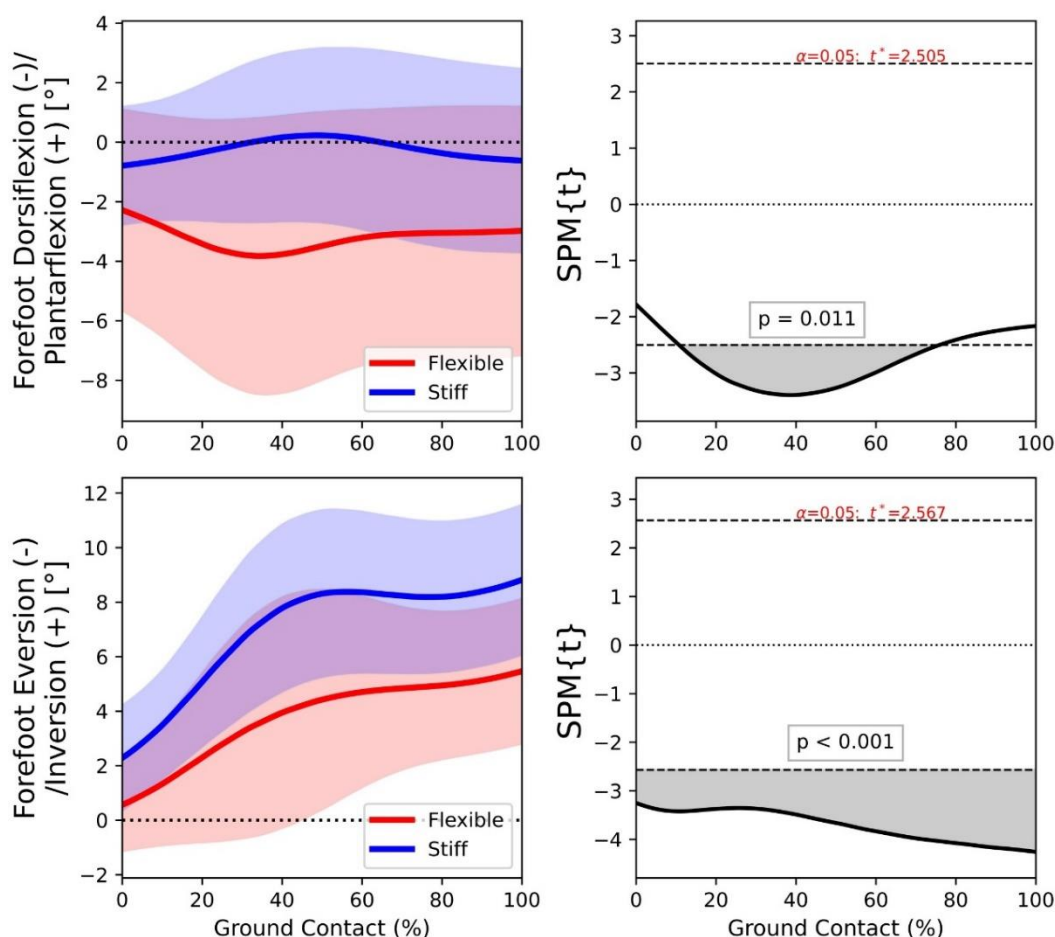 Forefoot Dorsiflexion (-)/
Plantarflexion (+) [°]
4
2
0
−2
−4
−6
−8
Flexible
Stiff
0 20 40 60 80 100
SPM{t}
3
2
1
0
−1
−2
−3
α=0.05: t*=2.505
p = 0.011
0 20 40 60 80 100
Forefoot Eversion (-)
/Inversion (+) [°]
12
10
8
6
4
2
0
−2
Flexible
Stiff
0 20 40 60 80 100
Ground Contact (%)
SPM{t}
3
2
1
0
−1
−2
−3
−4
α=0.05: t*=2.567
p < 0.001
0 20 40 60 80 100
Ground Contact (%)